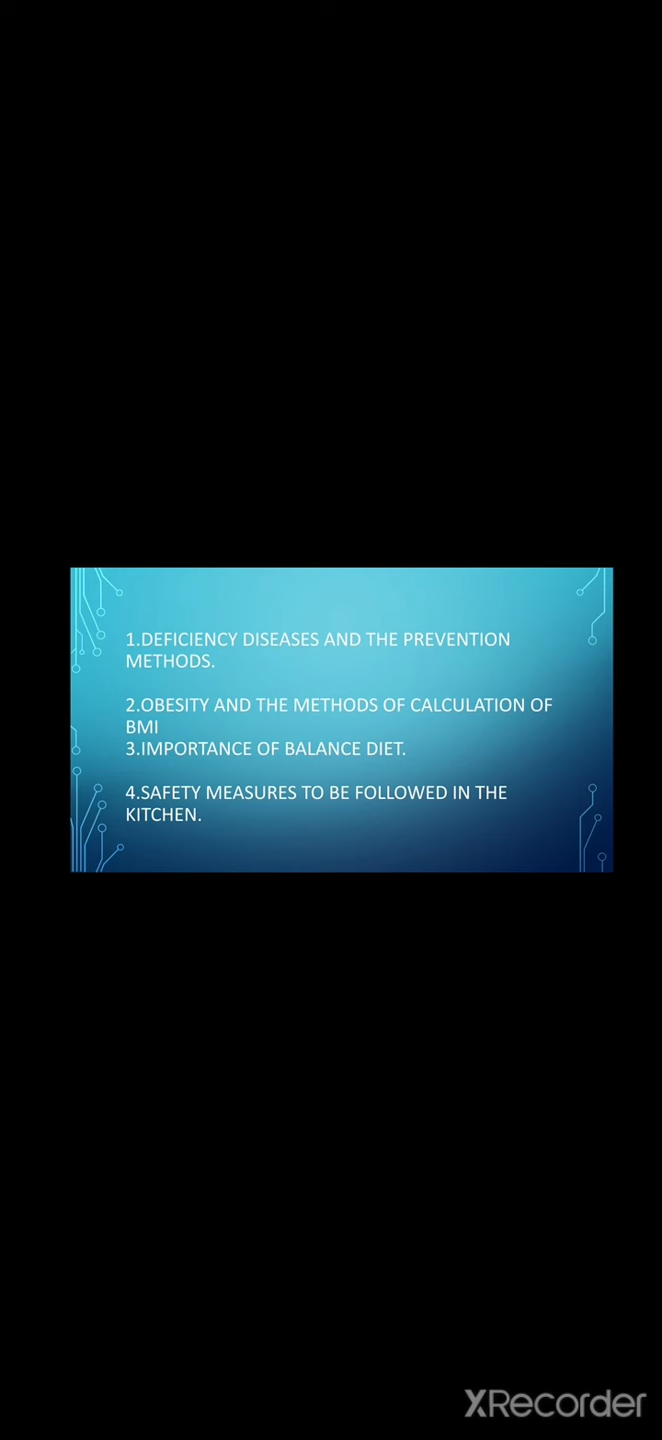 1.DEFICIENCY DISEASES AND THE PREVENTION
METHODS.
2.OBESITY AND THE METHODS OF CALCULATION OF
BMI
3.IMPORTANCE OF BALANCE DIET.
4.SAFETY MEASURES TO BE FOLLOWED IN THE
KITCHEN.
XRecorder